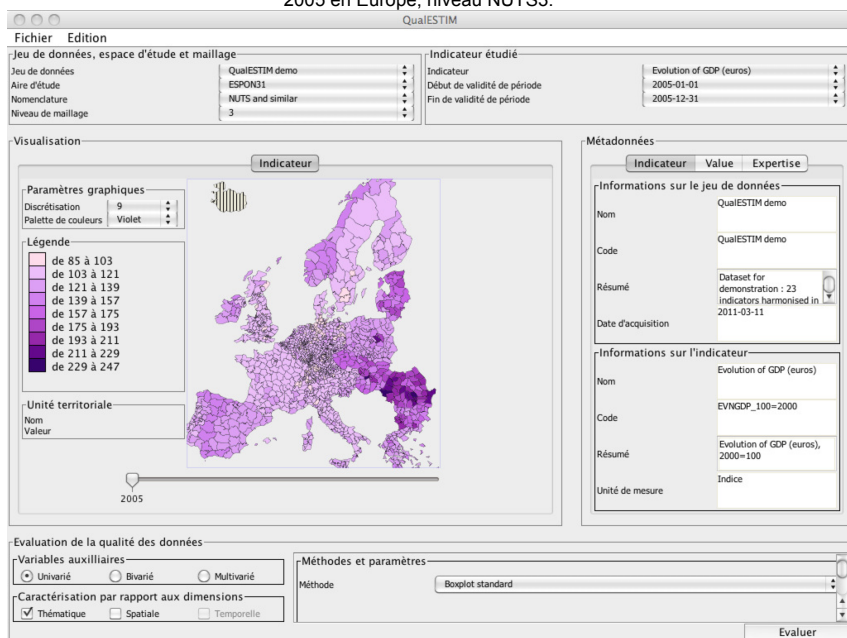 2005 en Europe, niveau NUTS3.
QualESTIM
Fichier Edition
Jeu de données, espace d'étude et maillage
Jeu de données QualESTIM demo
Aire d'étude ESPON31
Nomenclature NUTS and similar
Niveau de maillage 3
Indicateur étudié
Indicateur Evolution of GDP (euros)
Début de validité de période 2005-01-01
Fin de validité de période 2005-12-31
Visualisation
Indicateur
Paramètres graphiques
Discrétisation 9
Palette de couleurs Violet
Légende
de 85 à 103
de 103 à 121
de 121 à 139
de 139 à 157
de 157 à 175
de 175 à 193
de 193 à 211
de 211 à 229
de 229 à 247
Unité territoriale
Nom
Valeur
2005
Métadonnées
Indicateur Value Expertise
Informations sur le jeu de données
Nom QualESTIM demo
Code QualESTIM demo
Résumé Dataset for
demonstration : 23
indicators harmonised in
Date d'acquisition 2011-03-11
Informations sur l'indicateur
Nom Evolution of GDP (euros)
Code EVNGDP_100=2000
Résumé Evolution of GDP (euros),
2000=100
Unité de mesure Indice
Evaluation de la qualité des données
Variables auxilliaires
Univarié Bivarié Multivarié
Caractérisation par rapport aux dimensions
Thématique Spatiale Temporelle
Méthodes et paramètres
Méthode Boxplot standard
Evaluer